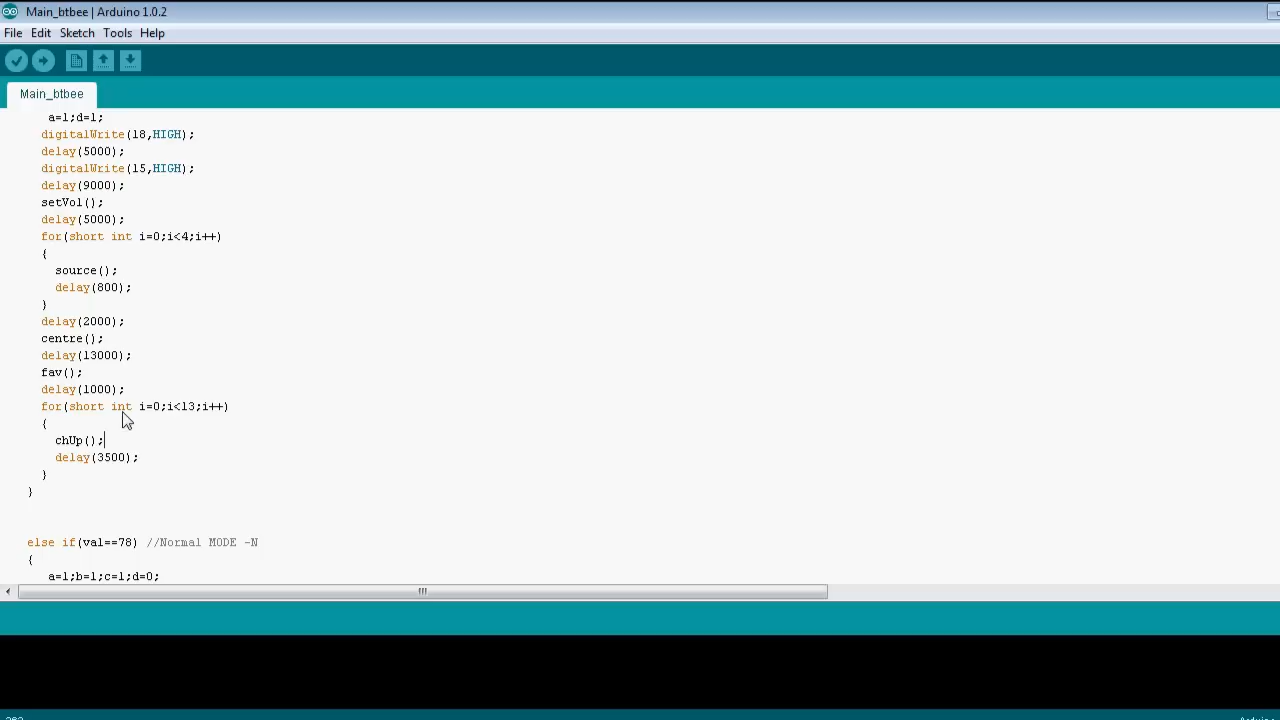 Main_btbee | Arduino 1.0.2
File Edit Sketch Tools Help
Main_btbee
a=1;d=1;
digitalWrite(18,HIGH);
delay(5000);
digitalWrite(15,HIGH);
delay(9000);
setVol();
delay(5000);
for(short int i=0;i<4;i++)
{
source();
delay(800);
}
delay(2000);
centre();
delay(13000);
fav();
delay(1000);
for(short int i=0;i<13;i++)
{
chUp();
delay(3500);
}
}
else if(val==78) //Normal MODE -N
{
a=1;b=1;c=1;d=0;